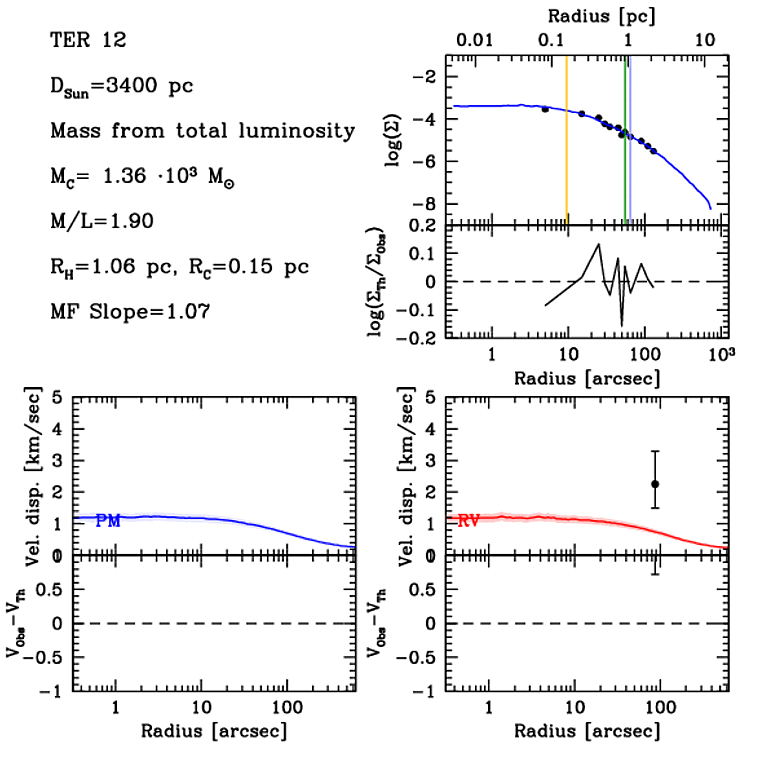 TER 12
D_Sun=3400 pc
Mass from total luminosity
M_C= 1.36 ·10³ M_⊙
M/L=1.90
R_H=1.06 pc, R_C=0.15 pc
MF Slope=1.07
Radius [pc]
0.01 0.1 1 10
log(Σ)
−2
−4
−6
−8
log(Σ_Th/Σ_Obs)
0.2
0.1
0
−0.1
−0.2
1 10 100 10³
Radius [arcsec]
Vel. disp. [km/sec]
5
4
3
2
1
0
PM
V_Obs−V_Th
0.5
0
−0.5
−1
1 10 100
Radius [arcsec]
Vel. disp. [km/sec]
5
4
3
2
1
0
RV
V_Obs−V_Th
0.5
0
−0.5
−1
1 10 100
Radius [arcsec]